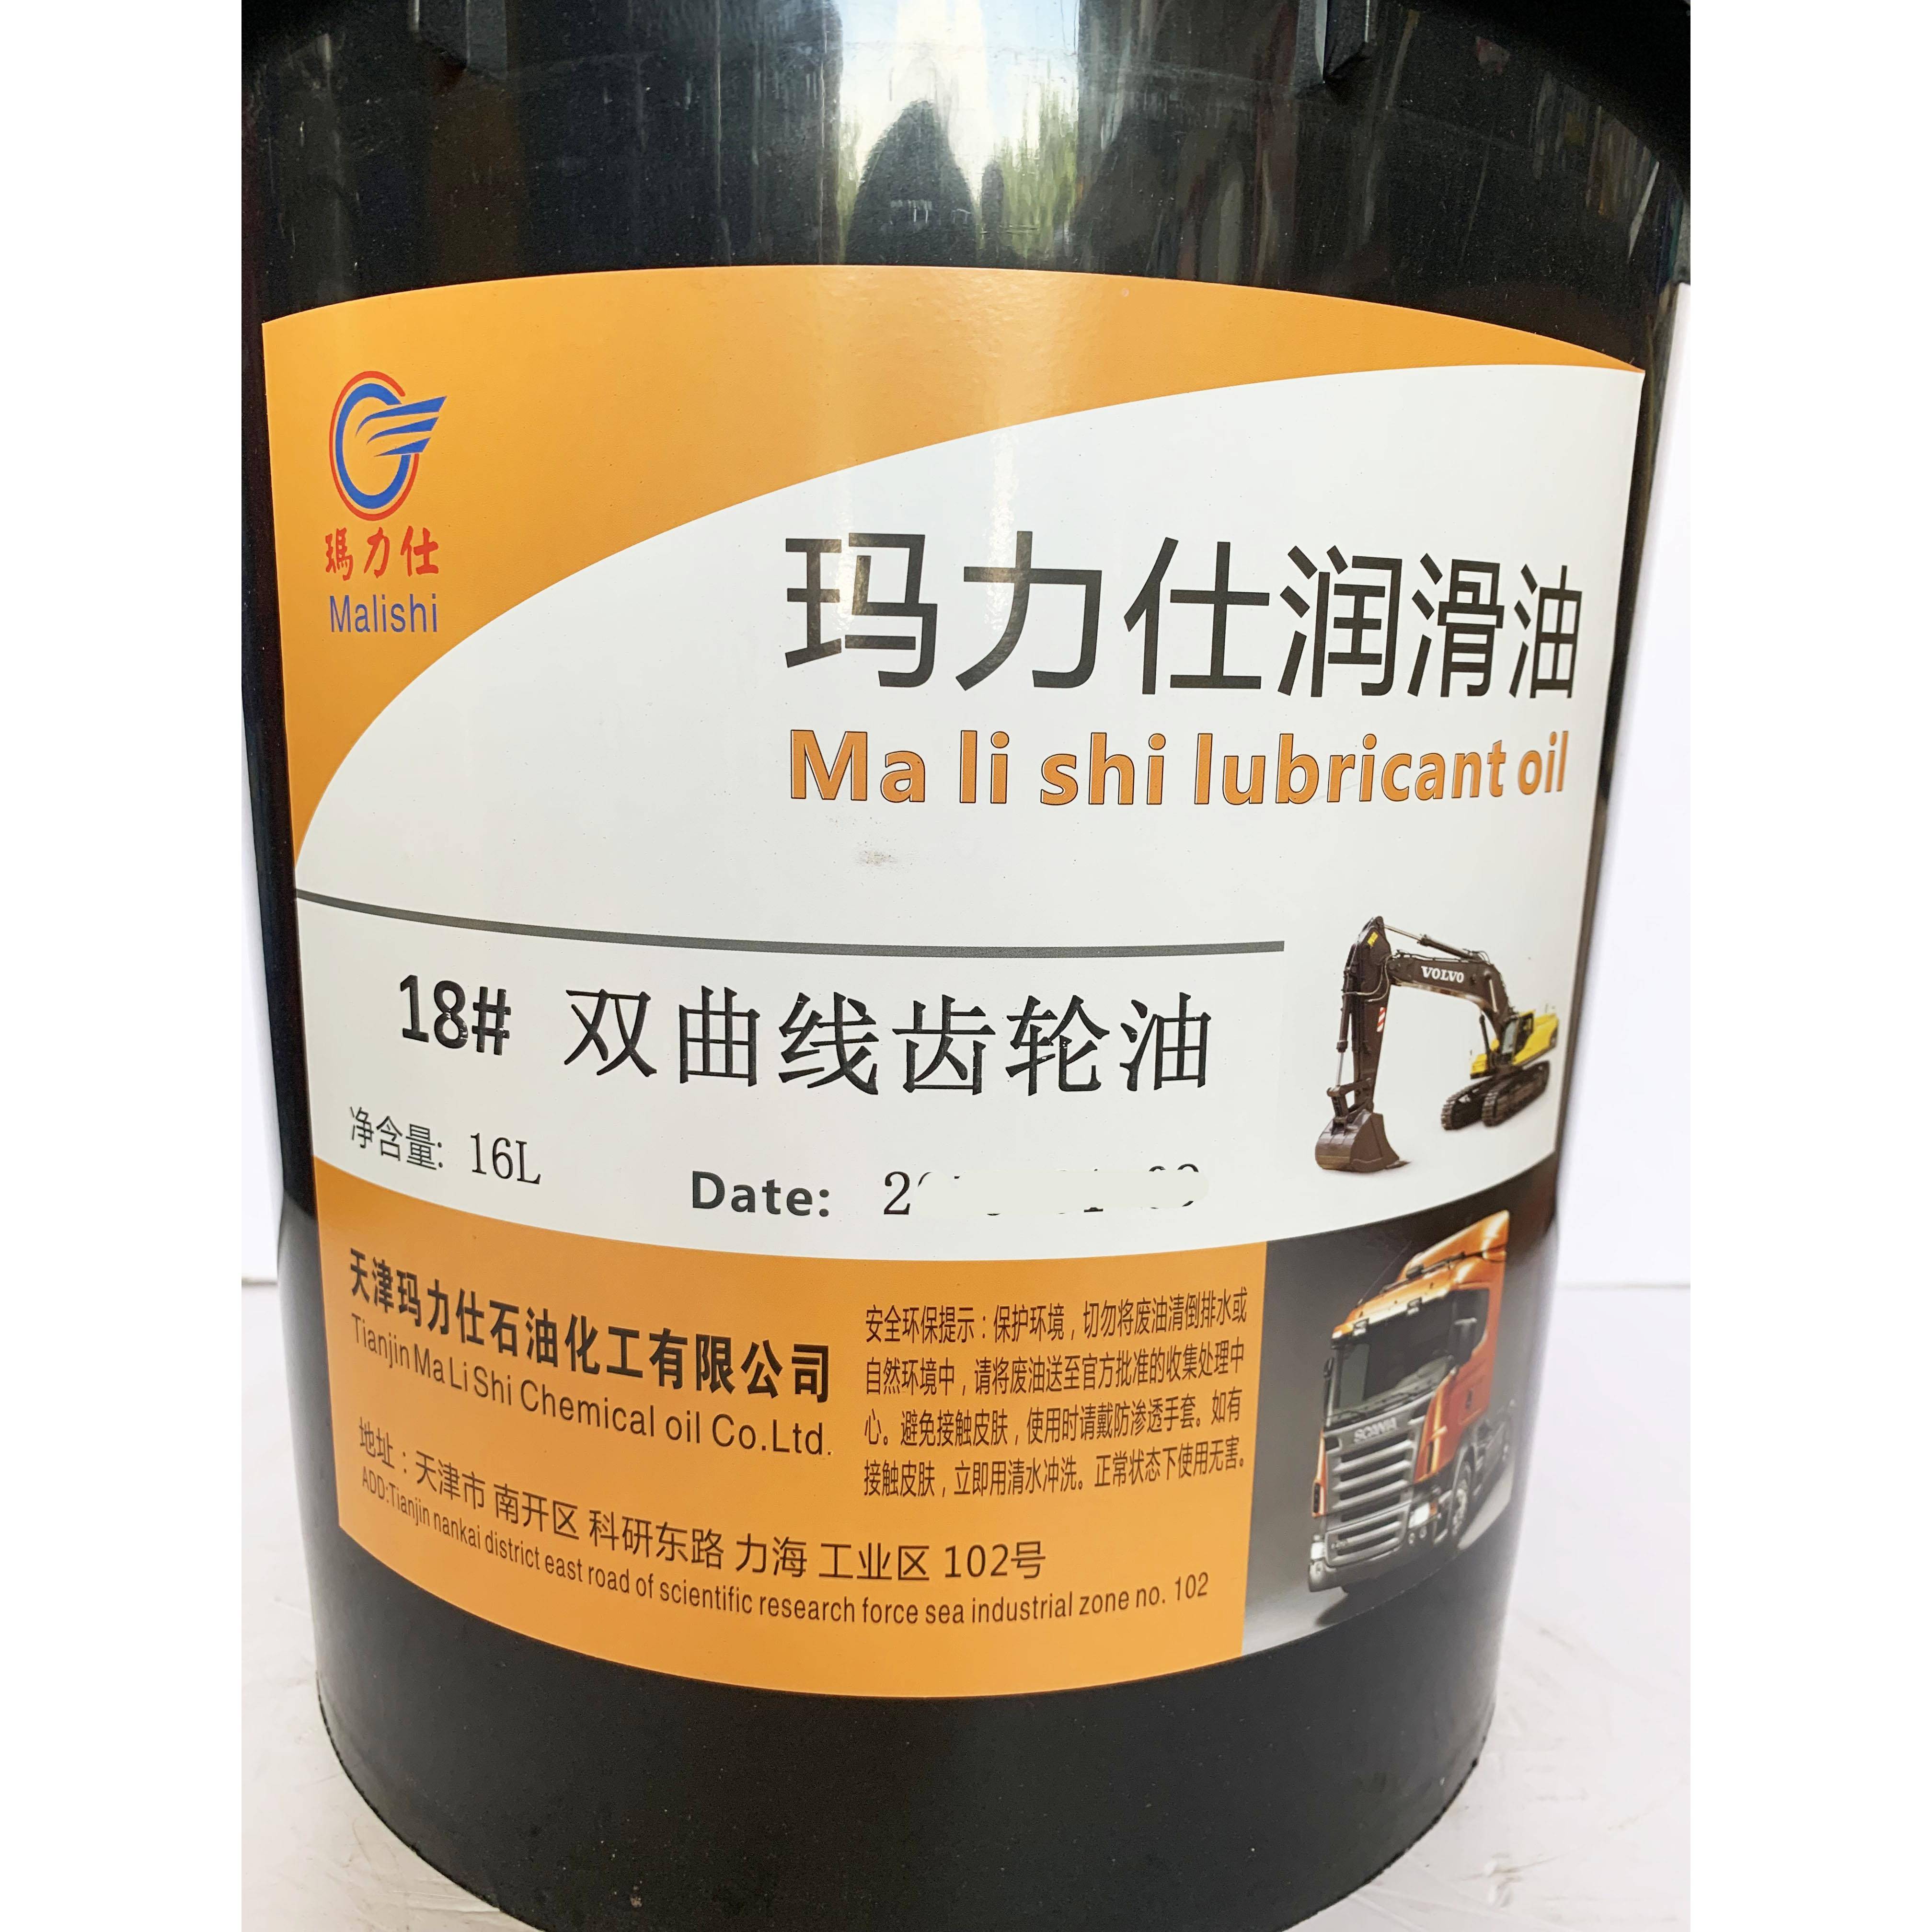 瑪力仕
Malishi
玛力仕润滑油
Ma li shi lubricant oil
VOLVO
18# 双曲线齿轮油
净含量: 16L
Date:
天津玛力仕石油化工有限公司
Tianjin Ma Li Shi Chemical oil Co.Ltd.
地址：天津市 南开区 科研东路 力海 工业区 102号
ADD:Tianjin nankai district east road of scientific research force sea industrial zone no. 102
安全环保提示：保护环境，切勿将废油清倒排水或
自然环境中，请将废油送至官方批准的收集处理中
心。避免接触皮肤，使用时请戴防渗透手套。如有
接触皮肤，立即用清水冲洗。正常状态下使用无害。
SCANIA